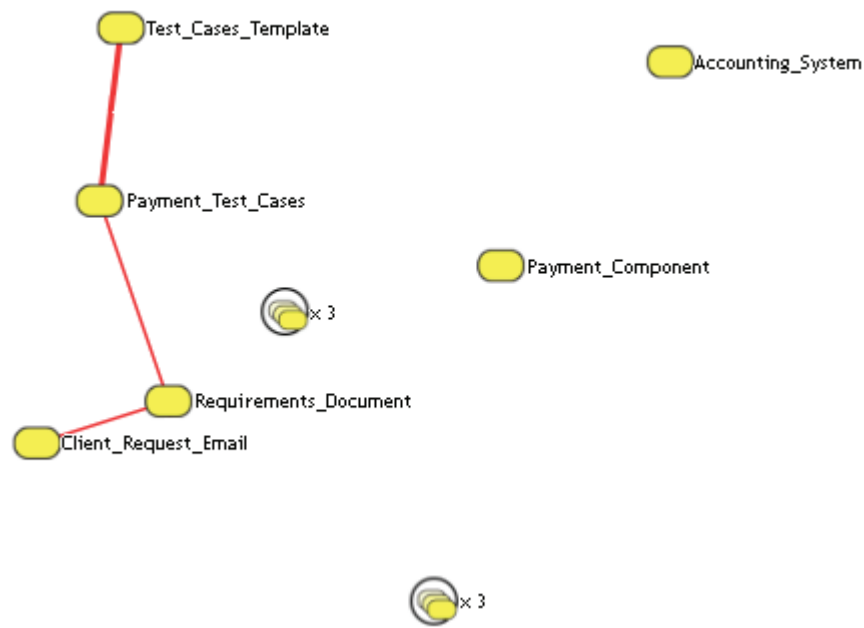 Test_Cases_Template
Accounting_System
Payment_Test_Cases
Payment_Component
x 3
Requirements_Document
Client_Request_Email
x 3